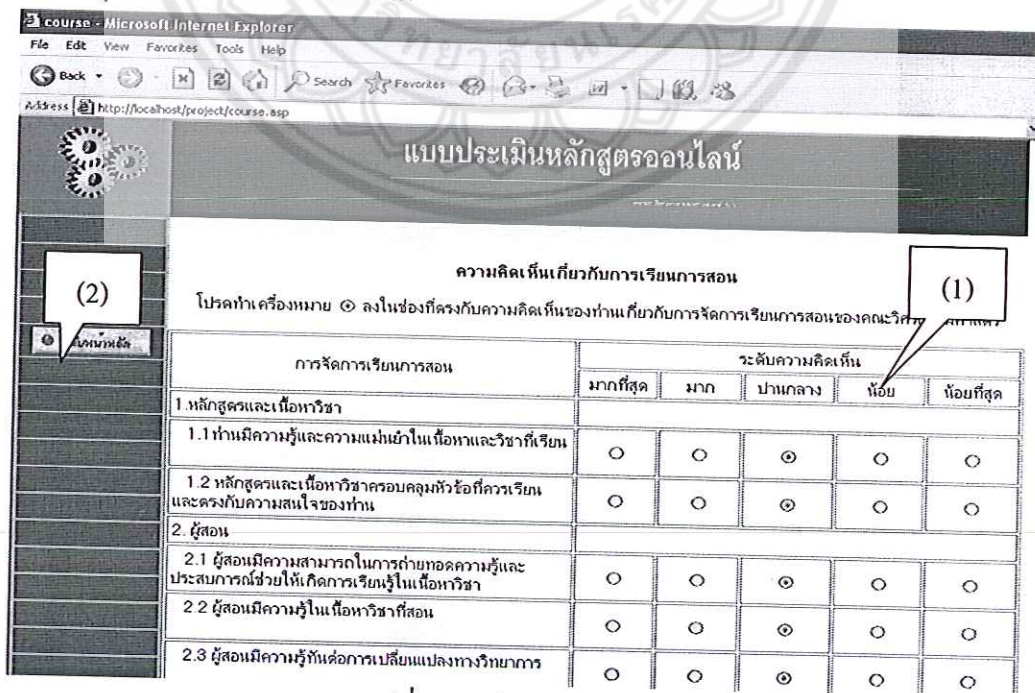 course - Microsoft Internet Explorer
File Edit View Favorites Tools Help
Back Search Favorites
Address http://localhost/project/course.asp
แบบประเมินหลักสูตรออนไลน์
ความคิดเห็นเกี่ยวกับการเรียนการสอน
(2)
(1)
โปรดทำเครื่องหมาย ⊙ ลงในช่องที่ตรงกับความคิดเห็นของท่านเกี่ยวกับการจัดการเรียนการสอนของคณะ
การจัดการเรียนการสอน
ระดับความคิดเห็น
มากที่สุด มาก ปานกลาง น้อย น้อยที่สุด
1.หลักสูตรและเนื้อหาวิชา
1.1ท่านมีความรู้และความแม่นยำในเนื้อหาและวิชาที่เรียน
1.2 หลักสูตรและเนื้อหาวิชาครอบคลุมหัวข้อที่ควรเรียน
และตรงกับความสนใจของท่าน
2. ผู้สอน
2.1 ผู้สอนมีความสามารถในการถ่ายทอดความรู้และ
ประสบการณ์ช่วยให้เกิดการเรียนรู้ในเนื้อหาวิชา
2.2 ผู้สอนมีความรู้ในเนื้อหาวิชาที่สอน
2.3 ผู้สอนมีความรู้ทันต่อการเปลี่ยนแปลงทางวิทยาการ